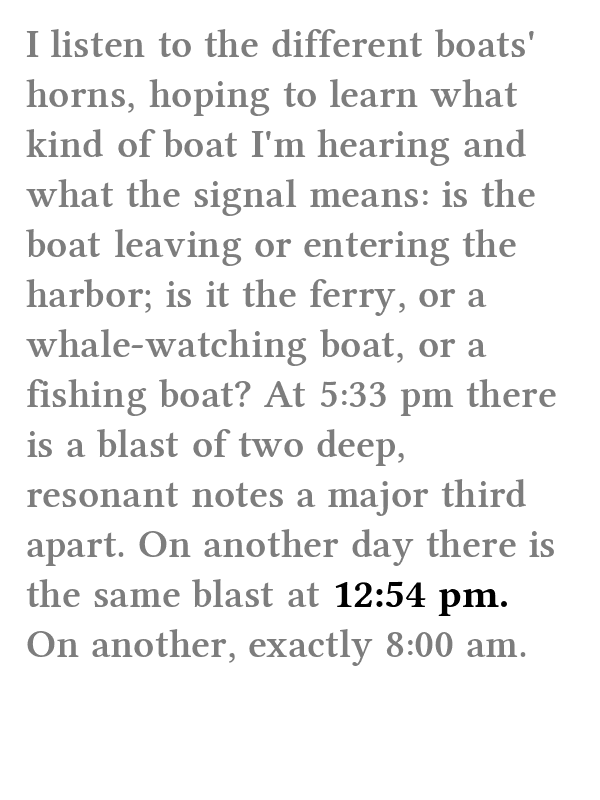 I listen to the different boats'
horns, hoping to learn what
kind of boat I'm hearing and
what the signal means: is the
boat leaving or entering the
harbor; is it the ferry, or a
whale-watching boat, or a
fishing boat? At 5:33 pm there
is a blast of two deep,
resonant notes a major third
apart. On another day there is
the same blast at 12:54 pm.
On another, exactly 8:00 am.